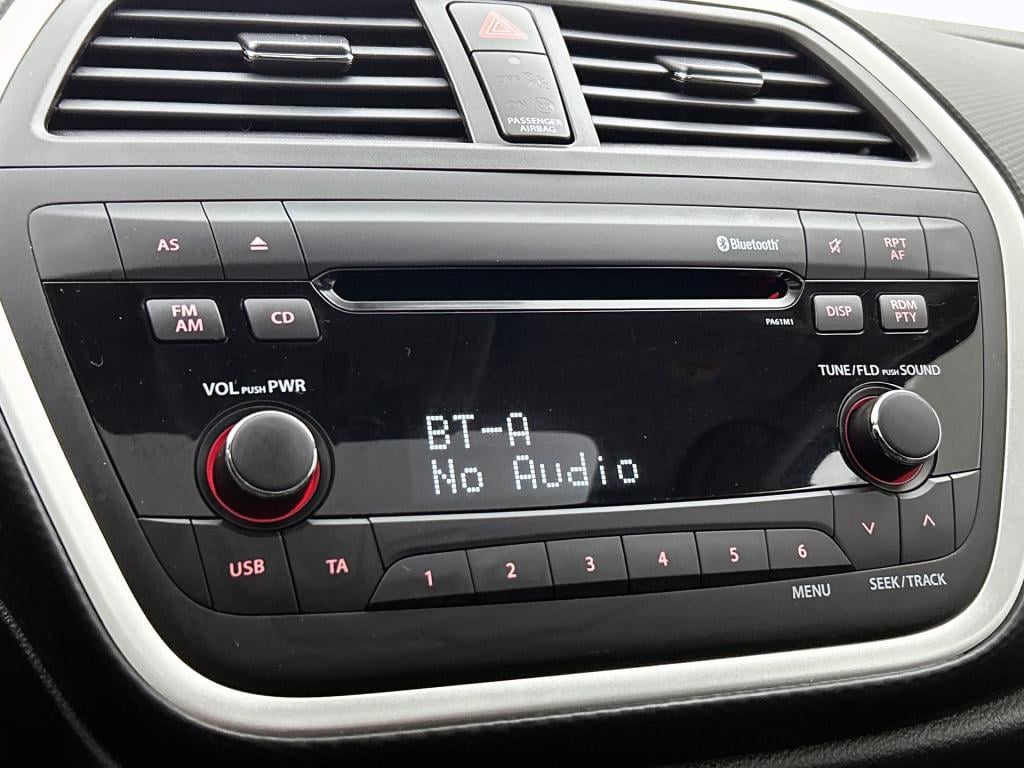 OFF
ON
PASSENGER
AIRBAG
AS
Bluetooth
RPT
AF
FM
AM
CD
PA61M1
DISP
RDM
PTY
VOL PUSH PWR
TUNE/FLD PUSH SOUND
BT-A
No Audio
USB
TA
1
2
3
4
5
6
MENU
SEEK/TRACK